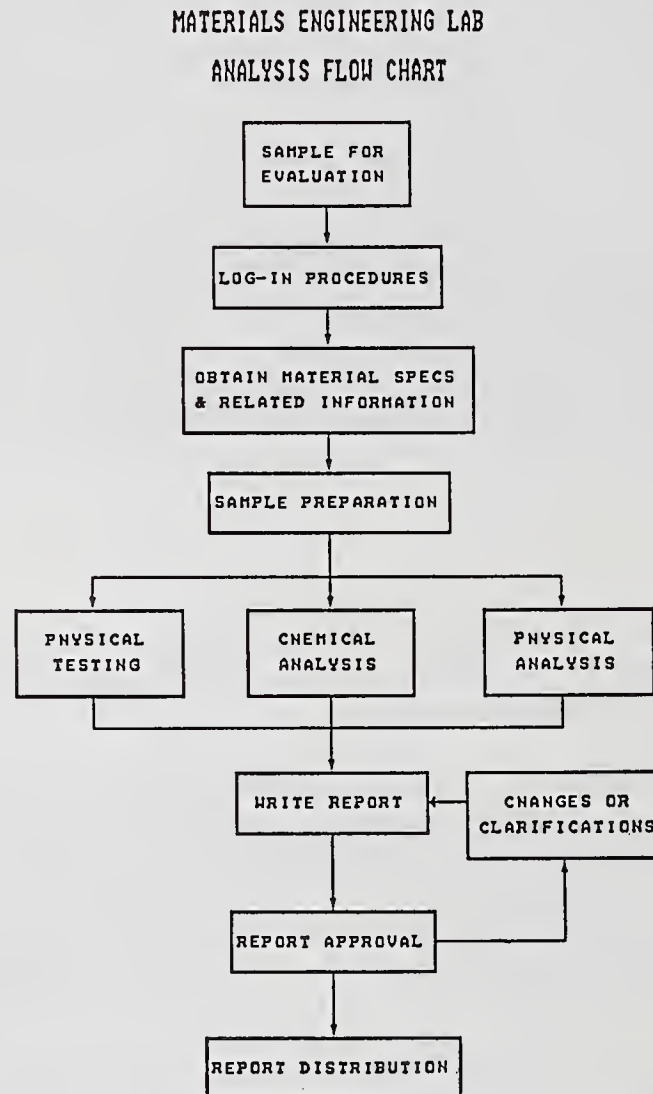 MATERIALS ENGINEERING LAB
ANALYSIS FLOW CHART
SAMPLE FOR
EVALUATION
LOG-IN PROCEDURES
OBTAIN MATERIAL SPECS
& RELATED INFORMATION
SAMPLE PREPARATION
PHYSICAL
TESTING
CHEMICAL
ANALYSIS
PHYSICAL
ANALYSIS
WRITE REPORT
CHANGES OR
CLARIFICATIONS
REPORT APPROVAL
REPORT DISTRIBUTION